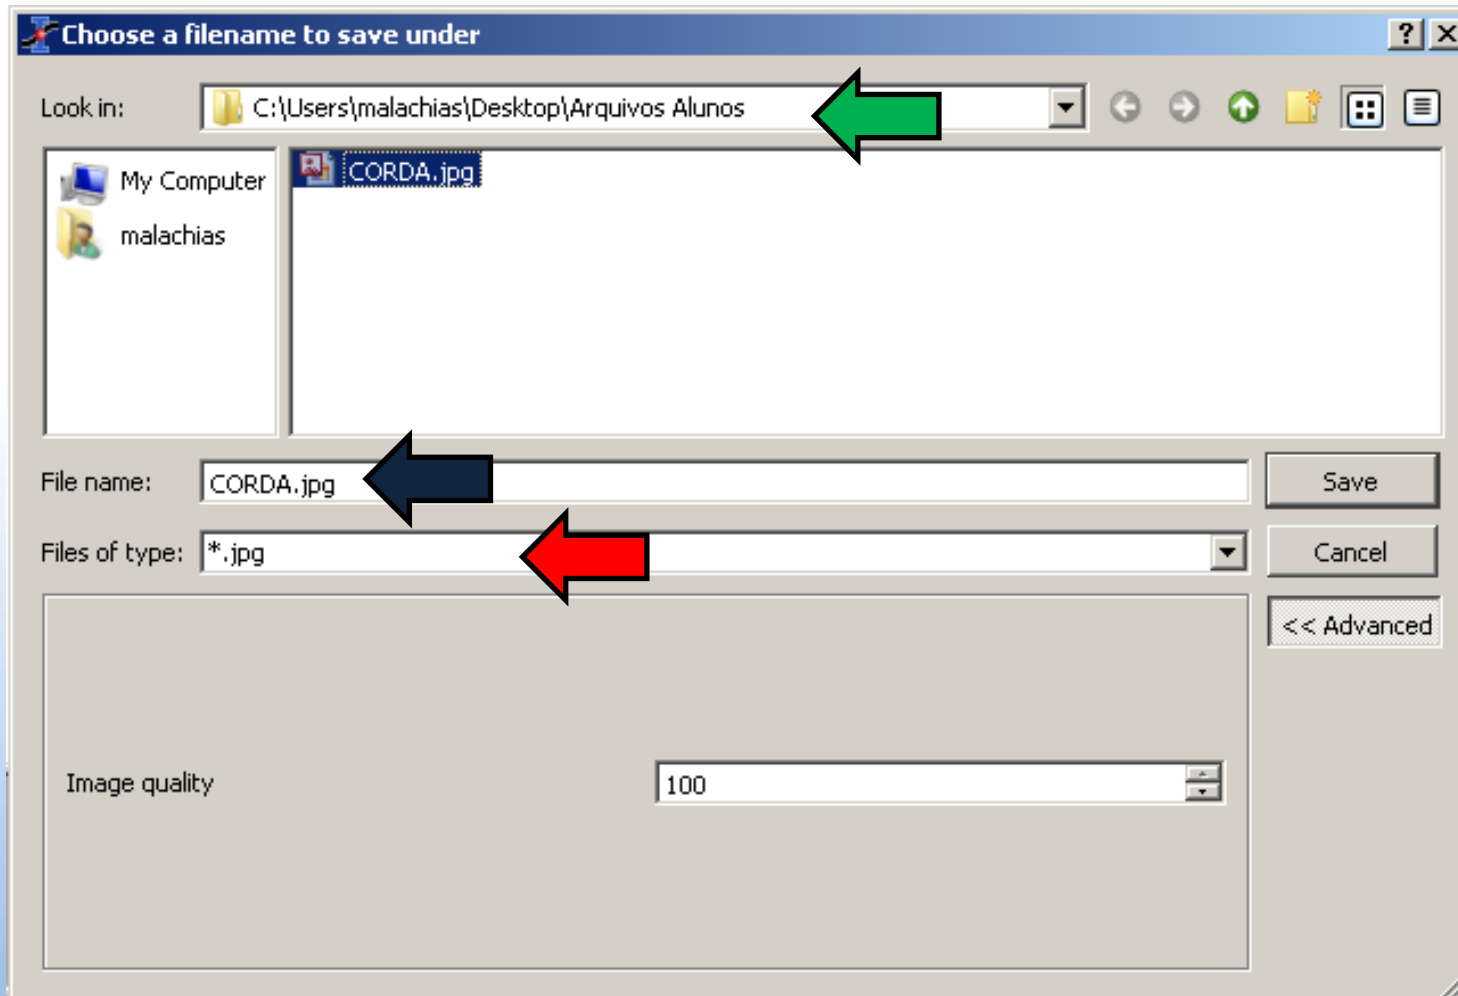 Choose a filename to save under
Look in: C:\Users\malachias\Desktop\Arquivos Alunos
My Computer
malachias
CORDA.jpg
File name: CORDA.jpg Save
Files of type: *.jpg Cancel
<< Advanced
Image quality 100